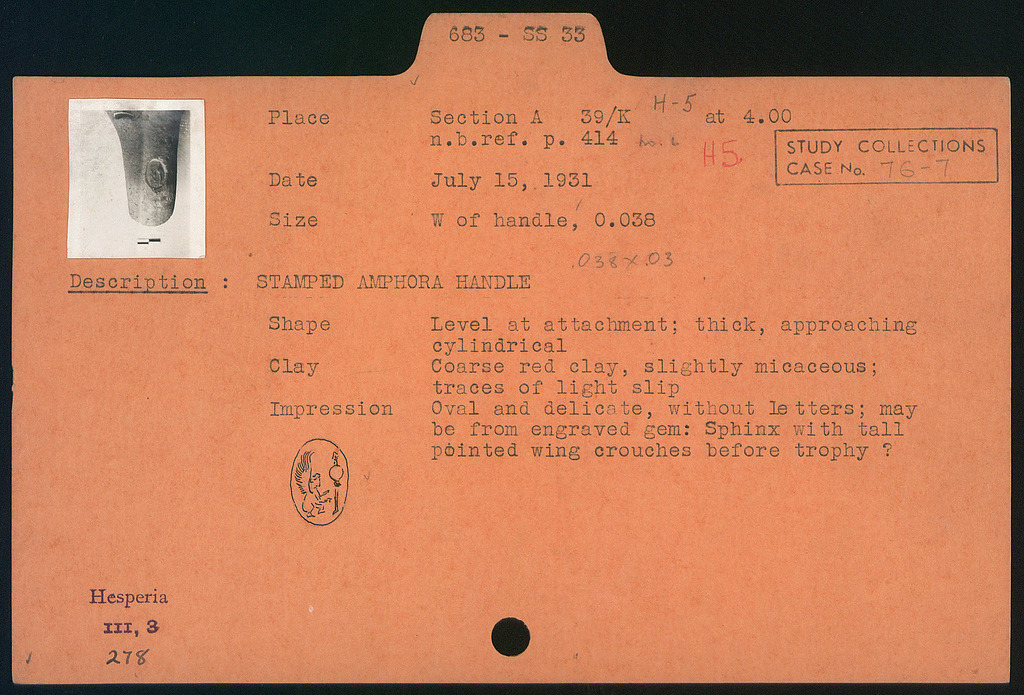 683 - SS 33
Place Section A 39/K H-5 at 4.00
n.b.ref. p. 414
H5
STUDY COLLECTIONS
CASE No. 76-7
Date July 15, 1931
Size W of handle, 0.038
.038 x .03
Description : STAMPED AMPHORA HANDLE
Shape Level at attachment; thick, approaching
cylindrical
Clay Coarse red clay, slightly micaceous;
traces of light slip
Impression Oval and delicate, without letters; may
be from engraved gem: Sphinx with tall
pointed wing crouches before trophy ?
Hesperia
III, 3
278